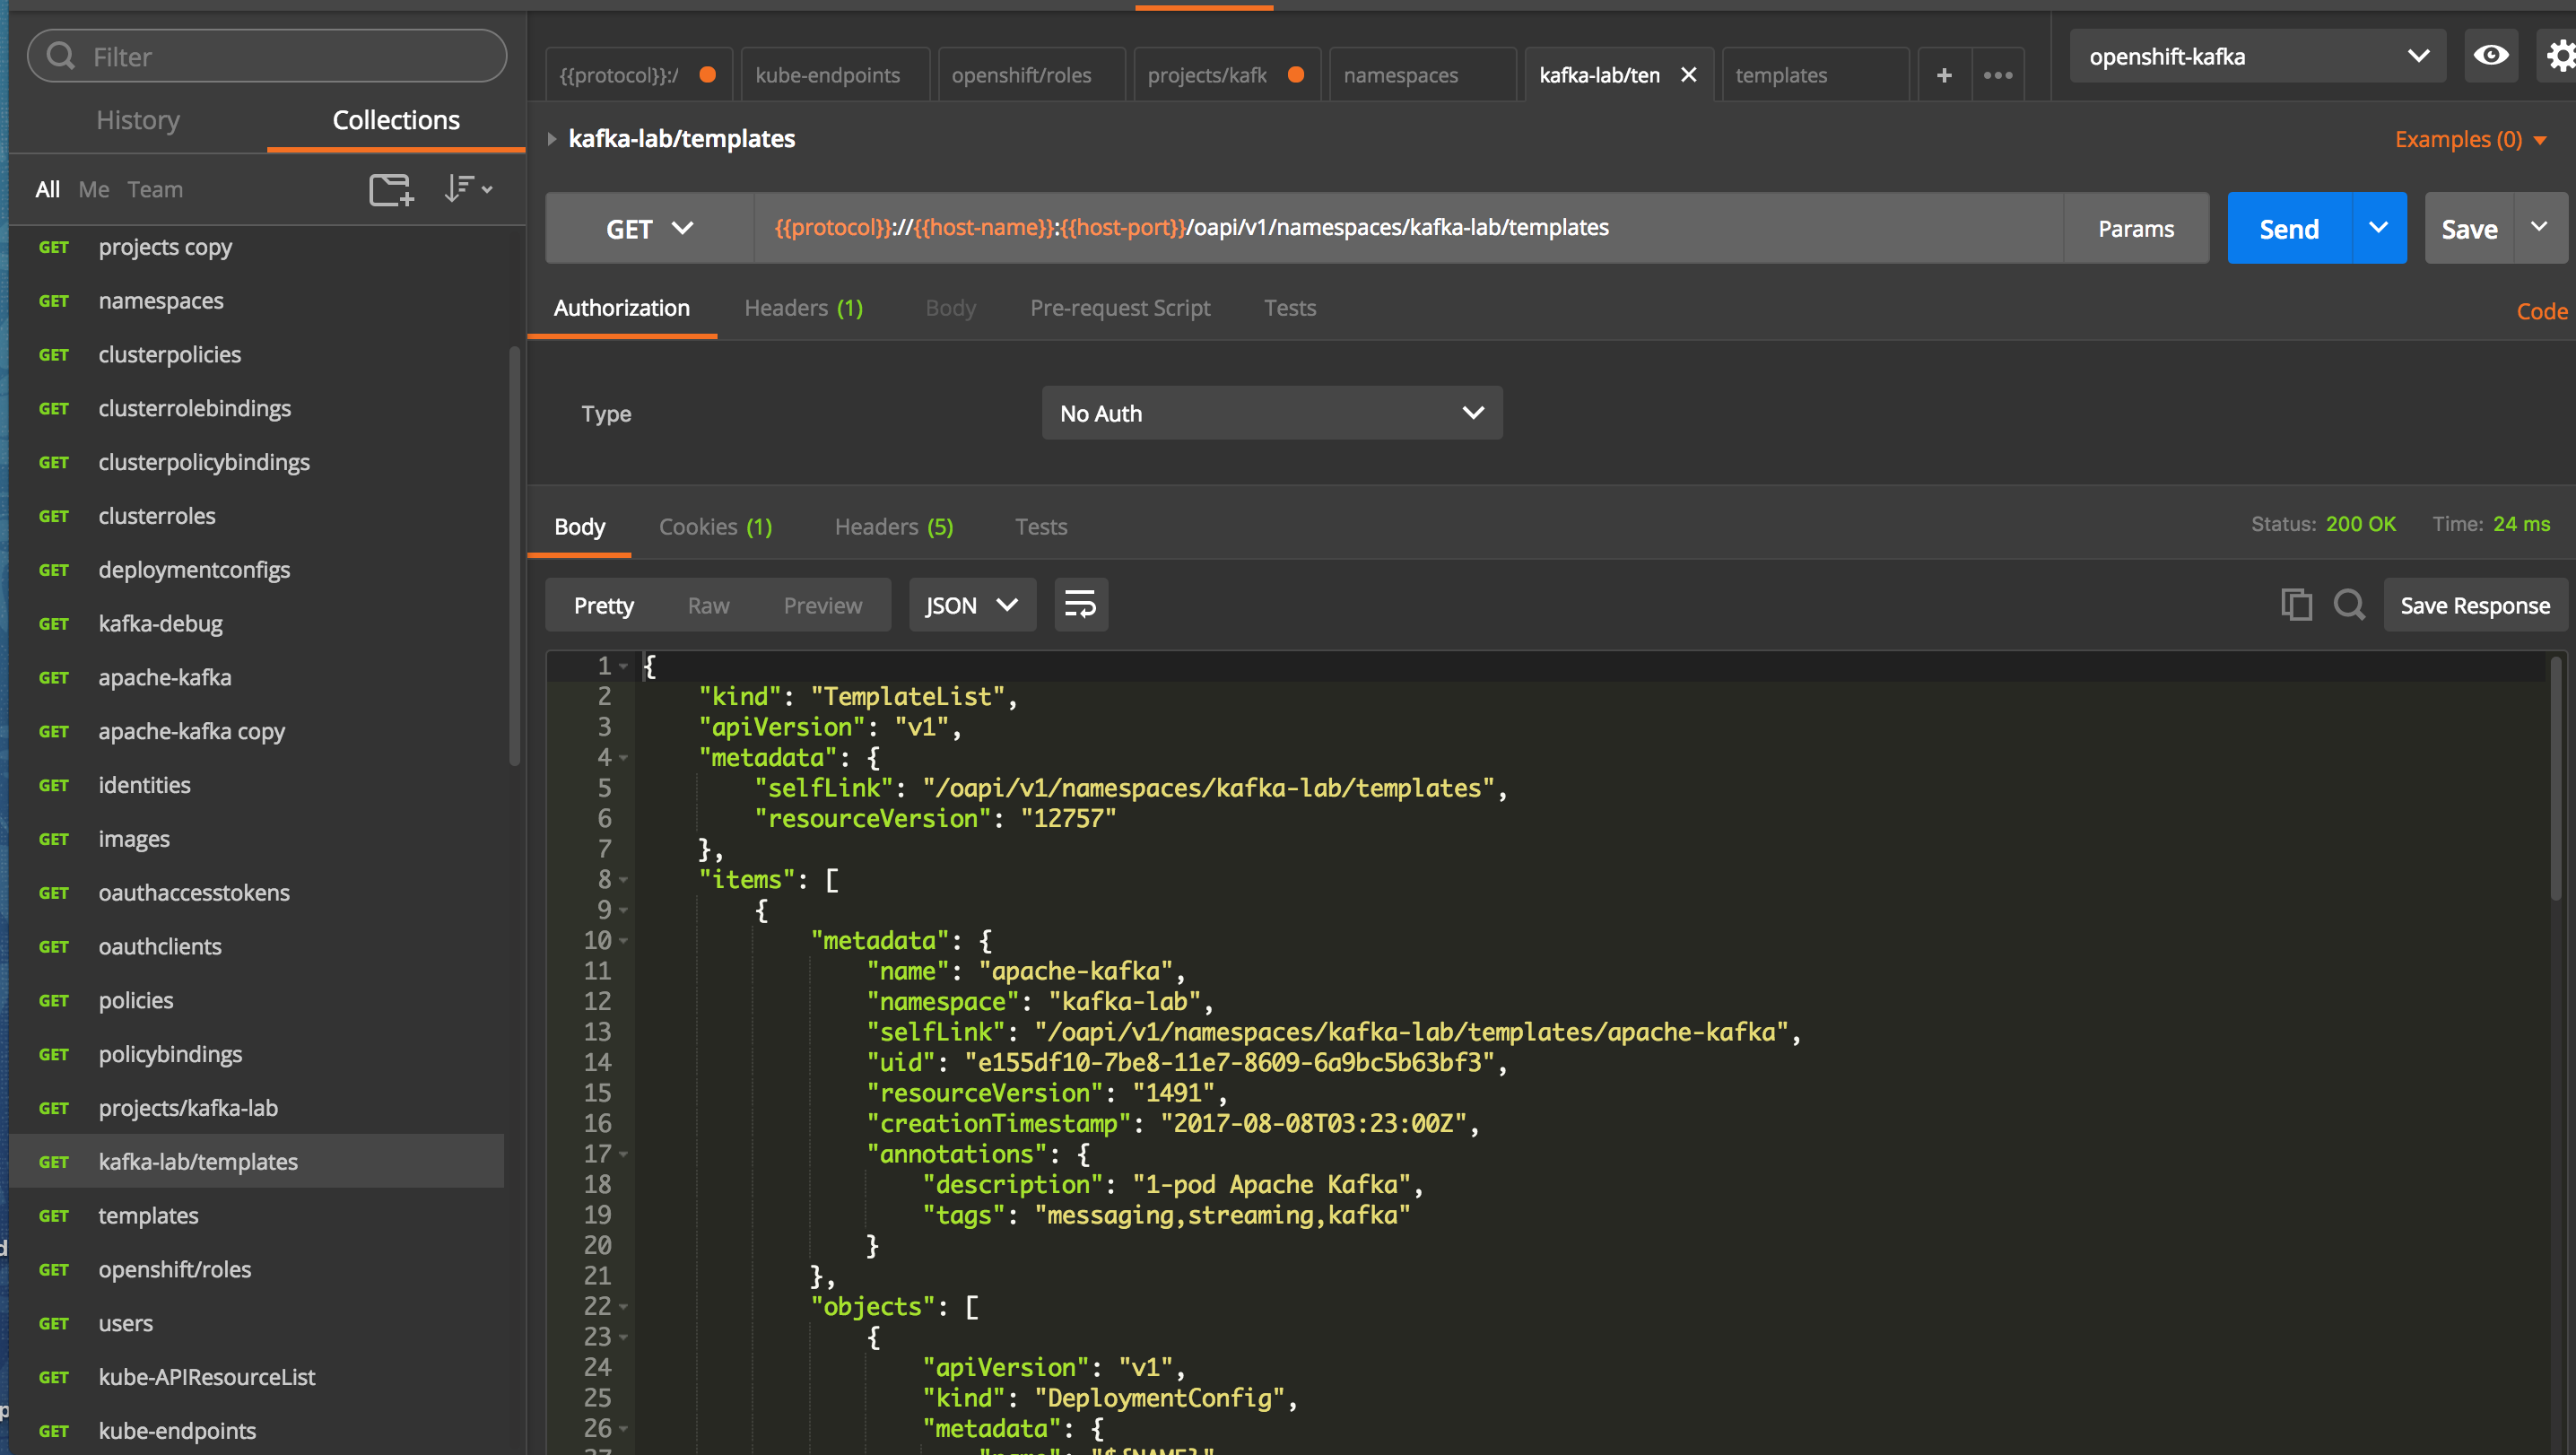 Filter
History
Collections
All Me Team
GET projects copy
GET namespaces
GET clusterpolicies
GET clusterrolebindings
GET clusterpolicybindings
GET clusterroles
GET deploymentconfigs
GET kafka-debug
GET apache-kafka
GET apache-kafka copy
GET identities
GET images
GET oauthaccesstokens
GET oauthclients
GET policies
GET policybindings
GET projects/kafka-lab
GET kafka-lab/templates
GET templates
GET openshift/roles
GET users
GET kube-APIResourceList
GET kube-endpoints
{{protocol}}:/ kube-endpoints openshift/roles projects/kafk namespaces kafka-lab/ten templates
openshift-kafka
kafka-lab/templates
Examples (0)
GET {{protocol}}://{{host-name}}:{{host-port}}/oapi/v1/namespaces/kafka-lab/templates Params Send Save
Authorization Headers (1) Body Pre-request Script Tests Code
Type No Auth
Body Cookies (1) Headers (5) Tests Status: 200 OK Time: 24 ms
Pretty Raw Preview JSON Save Response
1 {
2 "kind": "TemplateList",
3 "apiVersion": "v1",
4 "metadata": {
5 "selfLink": "/oapi/v1/namespaces/kafka-lab/templates",
6 "resourceVersion": "12757"
7 },
8 "items": [
9 {
10 "metadata": {
11 "name": "apache-kafka",
12 "namespace": "kafka-lab",
13 "selfLink": "/oapi/v1/namespaces/kafka-lab/templates/apache-kafka",
14 "uid": "e155df10-7be8-11e7-8609-6a9bc5b63bf3",
15 "resourceVersion": "1491",
16 "creationTimestamp": "2017-08-08T03:23:00Z",
17 "annotations": {
18 "description": "1-pod Apache Kafka",
19 "tags": "messaging,streaming,kafka"
20 }
21 },
22 "objects": [
23 {
24 "apiVersion": "v1",
25 "kind": "DeploymentConfig",
26 "metadata": {